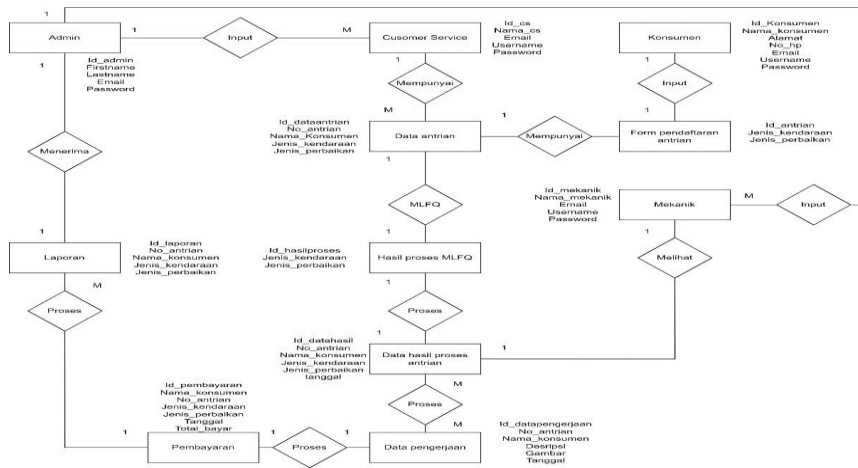 1
Admin
1
Input
M
Cusomer Service
Id_cs
Nama_cs
Email
Username
Password
Konsumen
Id_Konsumen
Nama_konsumen
Alamat
No_hp
Email
Username
Password
1
Id_admin
Firstname
Lastname
Email
Password
1
Mempunyai
M
1
Input
1
Id_dataantrian
No_antrian
Nama_Konsumen
Jenis_kendaraan
Jenis_perbaikan
Data antrian
1
Mempunyai
1
Form pendaftaran
antrian
Id_antrian
Jenis_kendaraan
Jenis_perbaikan
Menerima
1
MLFQ
1
Id_mekanik
Nama_mekanik
Email
Username
Password
Mekanik
M
Input
1
1
Laporan
Id_laporan
No_antrian
Nama_konsumen
Jenis_kendaraan
Jenis_perbaikan
Id_hasilproses
Jenis_kendaraan
Jenis_perbaikan
Hasil proses MLFQ
Melihat
M
Proses
1
Proses
1
Id_datahasil
No_antrian
Nama_konsumen
Jenis_kendaraan
Jenis_perbaikan
tanggal
Data hasil proses
antrian
1
M
Proses
M
Id_pembayaran
Nama_konsumen
No_antrian
Jenis_kendaraan
Jenis_perbaikan
Tanggal
Total_bayar
1
Pembayaran
1
Proses
1
Data pengerjaan
Id_datapengerjaan
No_antrian
Nama_konsumen
Desripsi
Gambar
Tanggal